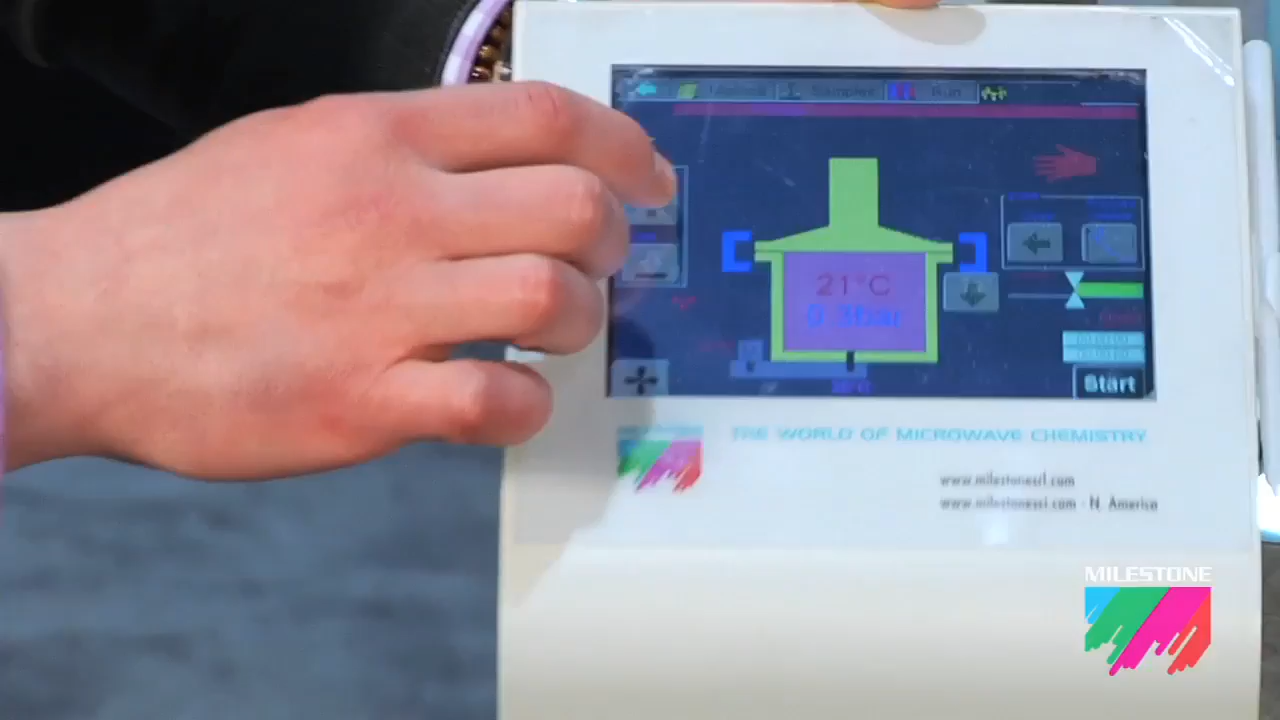 Samples
Run
21°C
0.3bar
Start
THE WORLD OF MICROWAVE CHEMISTRY
www.milestonesrl.com
www.milestonesci.com - N. America
MILESTONE